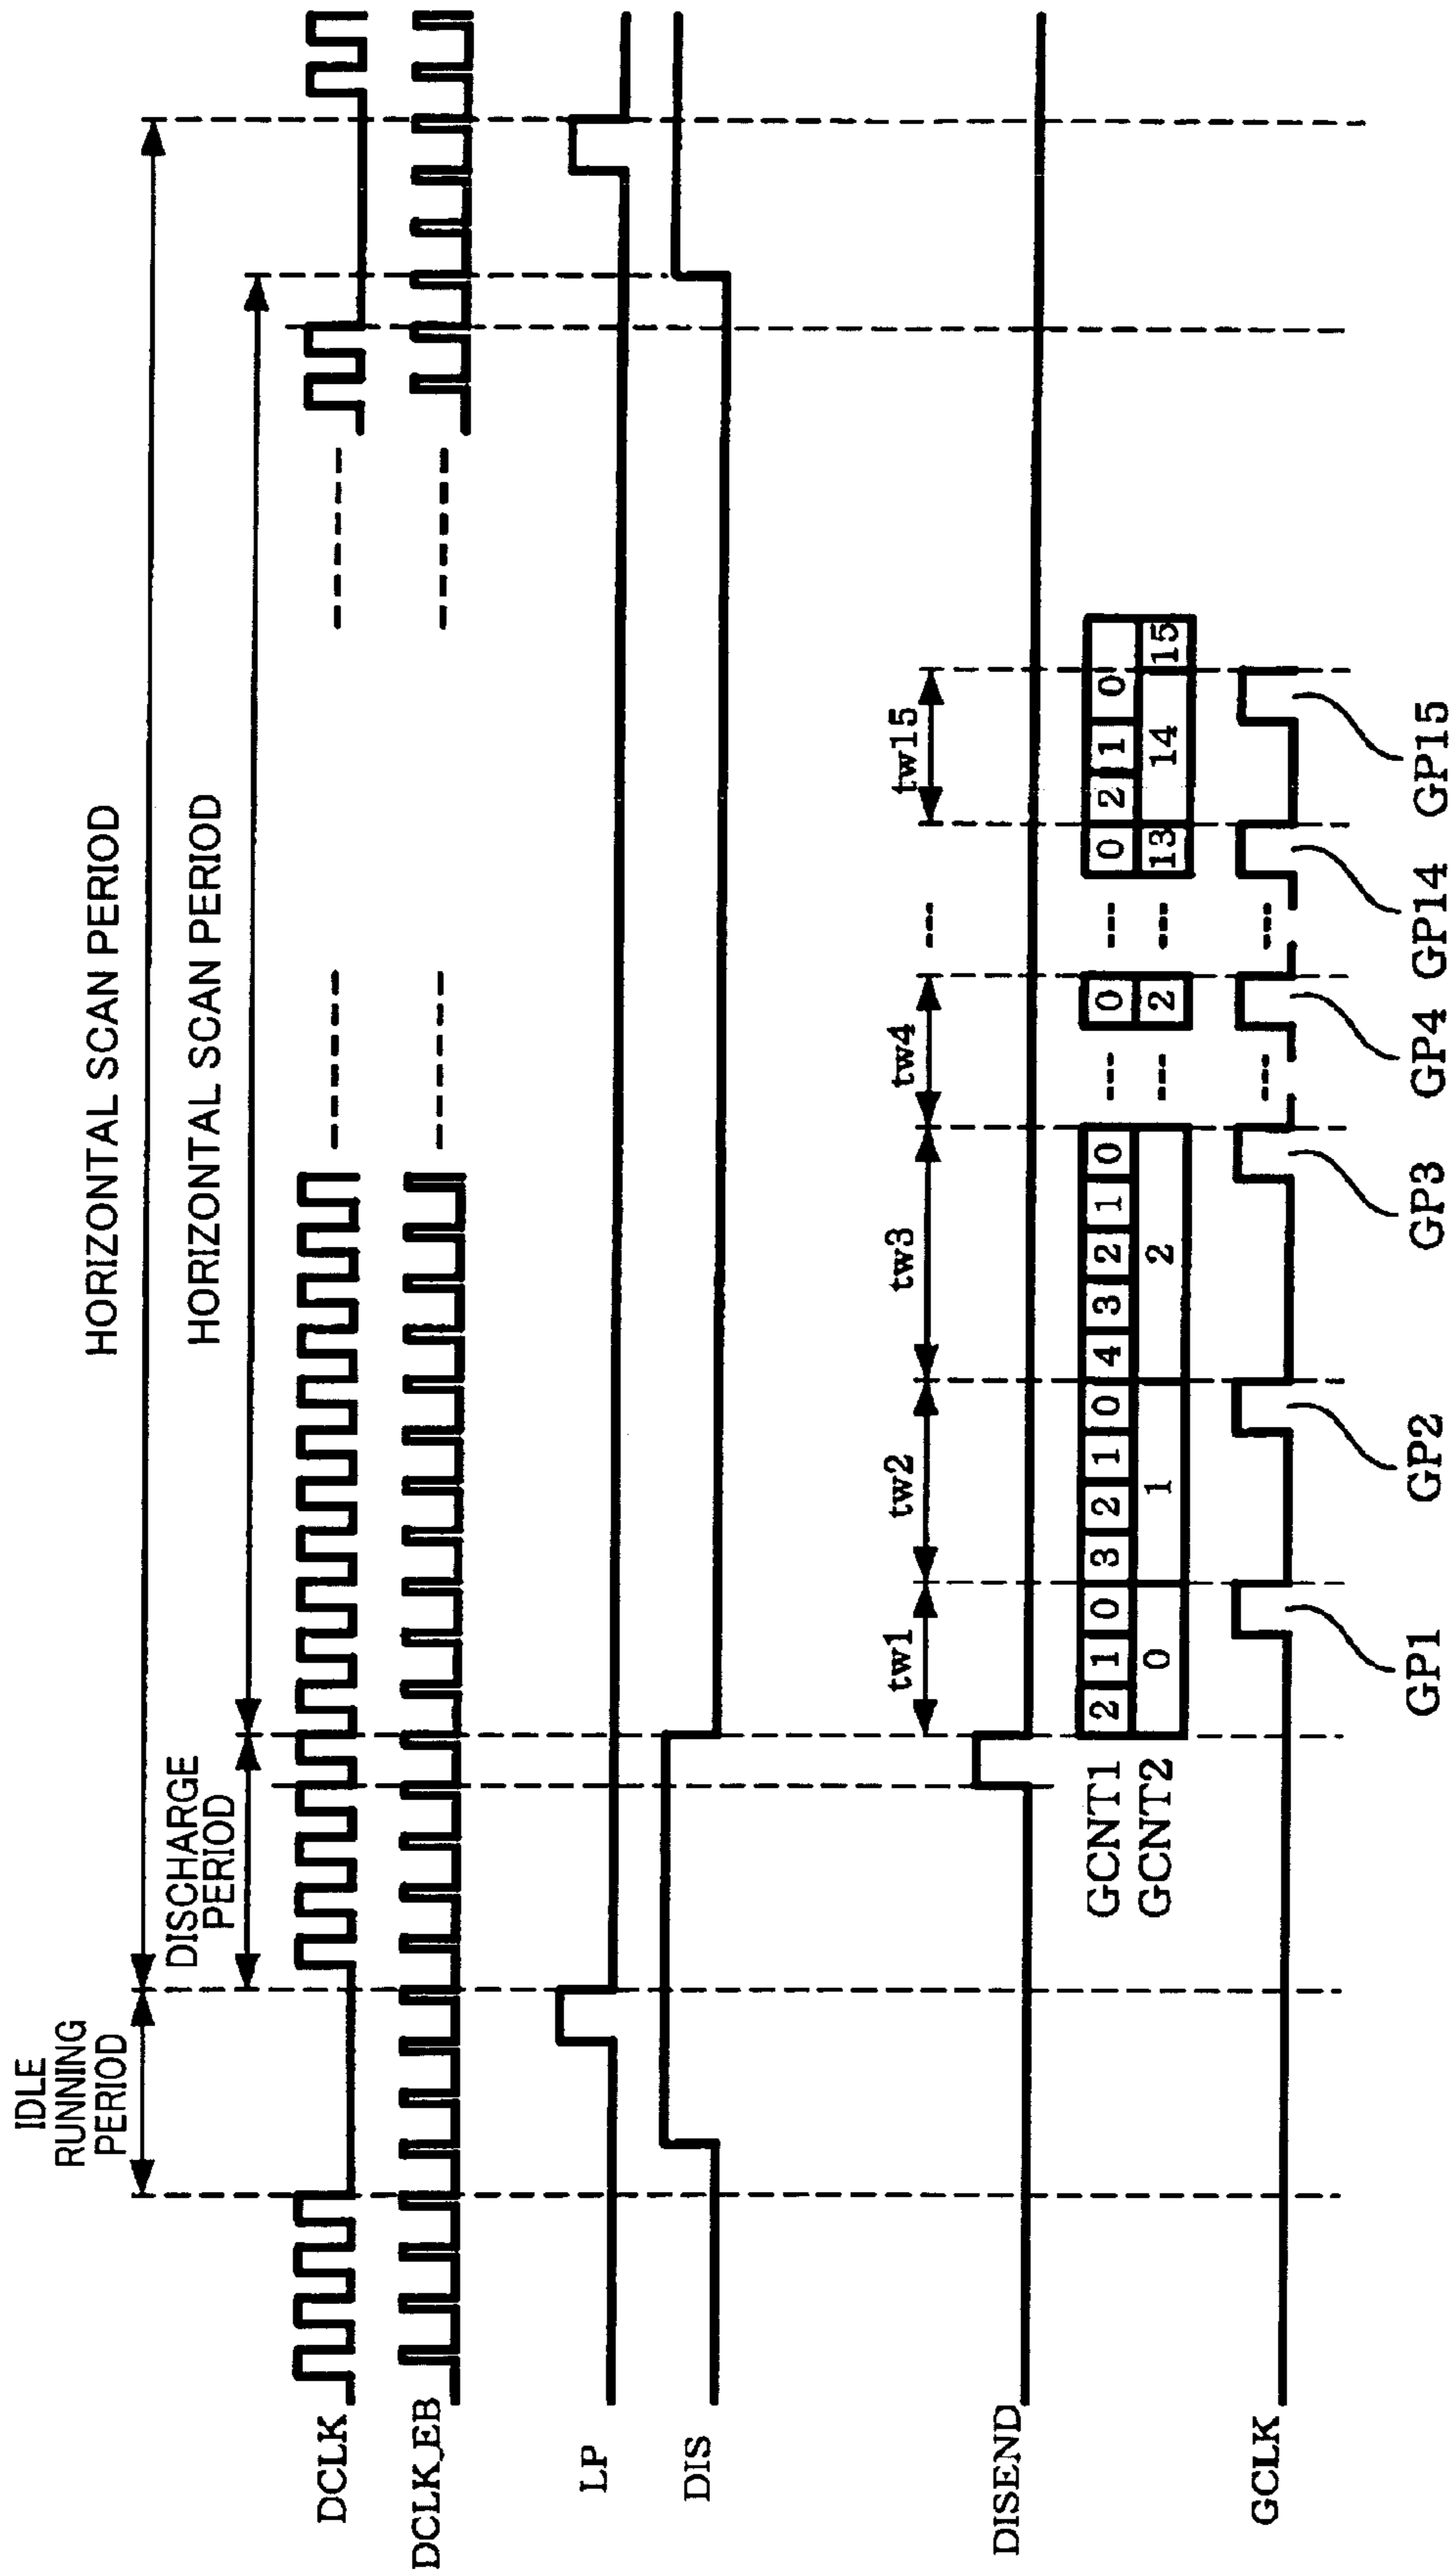 HORIZONTAL SCAN PERIOD
HORIZONTAL SCAN PERIOD
IDLE
RUNNING
PERIOD
DISCHARGE
PERIOD
DCLK
DCLK_EB
LP
DIS
tw1 tw2 tw3 tw4 --- tw15
DISEND
GCNT1 2 1 0 3 2 1 0 4 3 2 1 0 --- 0 --- 0 2 1 0
GCNT2 0 1 2 --- 2 --- 13 14 15
GCLK
GP1 GP2 GP3 GP4 GP14 GP15